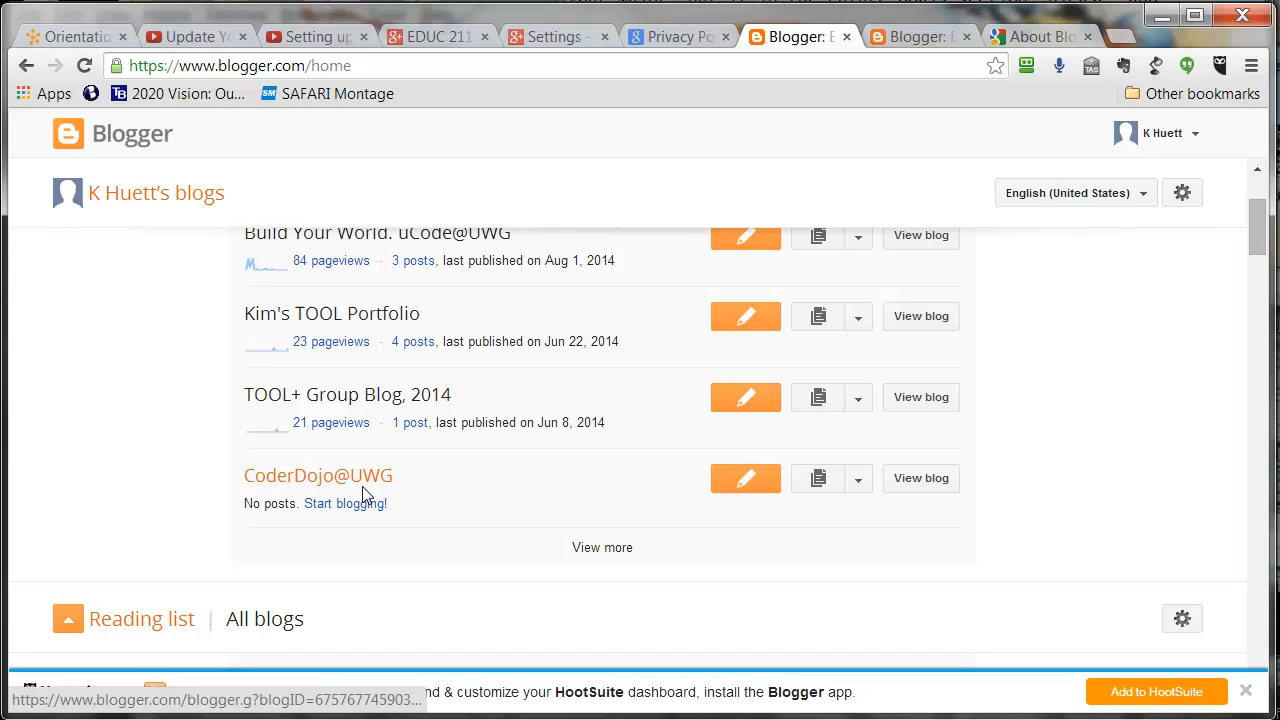 Orientatio
Update Yo
Setting up
EDUC 211
Settings -
Privacy Po
Blogger: E
Blogger: E
About Blo
https://www.blogger.com/home
TAG
Apps
TB
2020 Vision: Ou...
SM
SAFARI Montage
Other bookmarks
Blogger
K Huett
K Huett's blogs
English (United States)
Build Your World. uCode@UWG
84 pageviews - 3 posts, last published on Aug 1, 2014
View blog
Kim's TOOL Portfolio
23 pageviews - 4 posts, last published on Jun 22, 2014
View blog
TOOL+ Group Blog, 2014
21 pageviews - 1 post, last published on Jun 8, 2014
View blog
CoderDojo@UWG
No posts. Start blogging!
View blog
View more
Reading list | All blogs
nd & customize your HootSuite dashboard, install the Blogger app.
Add to HootSuite
https://www.blogger.com/blogger.g?blogID=675767745903...